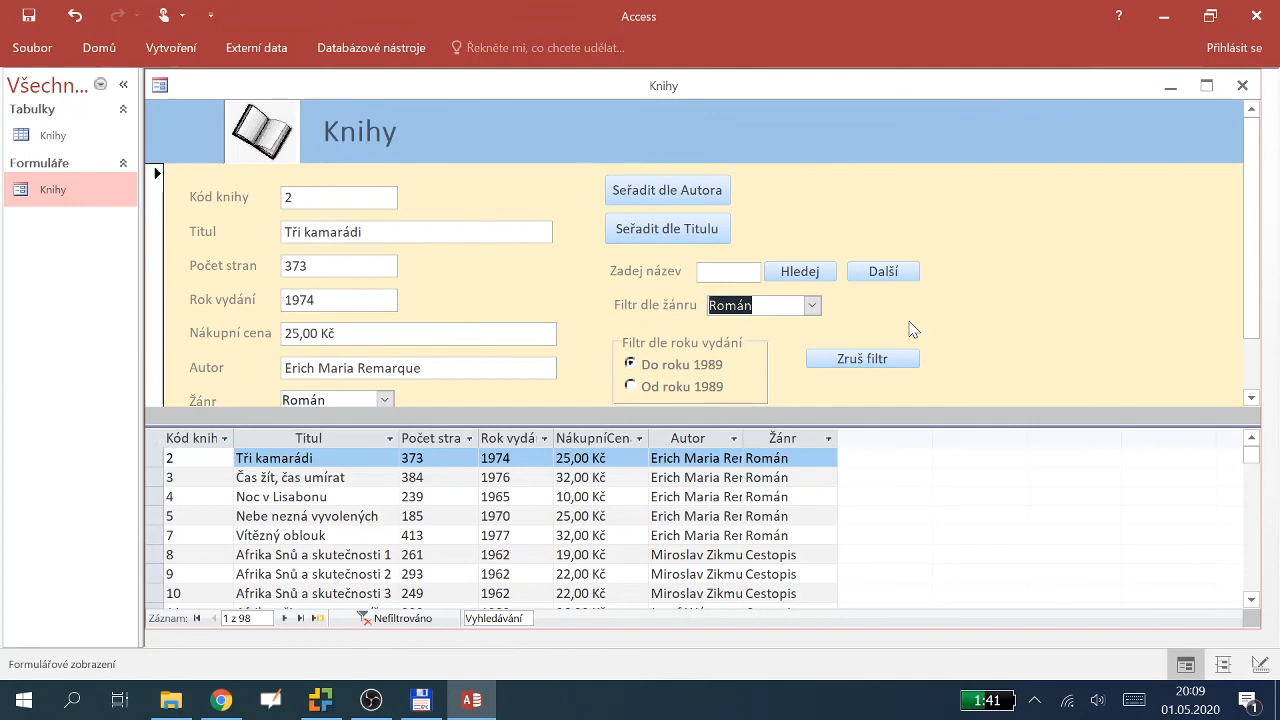 Access
? 
Soubor Domů Vytvoření Externí data Databázové nástroje Řekněte mi, co chcete udělat... Přihlásit se
Všechn...
Tabulky
Knihy
Formuláře
Knihy
Knihy
Knihy
Kód knihy 2
Titul Tři kamarádi
Počet stran 373
Rok vydání 1974
Nákupní cena 25,00 Kč
Autor Erich Maria Remarque
Žánr Román
Seřadit dle Autora
Seřadit dle Titulu
Zadej název Hledej Další
Filtr dle žánru Román
Filtr dle roku vydání
Do roku 1989
Od roku 1989
Zruš filtr
Kód knih Titul Počet stra Rok vydá NákupníCen Autor Žánr
2 Tři kamarádi 373 1974 25,00 Kč Erich Maria Rem Román
3 Čas žít, čas umírat 384 1976 32,00 Kč Erich Maria Rem Román
4 Noc v Lisabonu 239 1965 10,00 Kč Erich Maria Rem Román
5 Nebe nezná vyvolených 185 1970 25,00 Kč Erich Maria Rem Román
7 Vítězný oblouk 413 1977 32,00 Kč Erich Maria Rem Román
8 Afrika Snů a skutečnosti 1 261 1962 19,00 Kč Miroslav Zikmu Cestopis
9 Afrika Snů a skutečnosti 2 293 1962 22,00 Kč Miroslav Zikmu Cestopis
10 Afrika Snů a skutečnosti 3 249 1962 22,00 Kč Miroslav Zikmu Cestopis
Záznam: 1 z 98 Nefiltrováno Vyhledávání
Formulářové zobrazení
1:41
20:09
01.05.2020
1